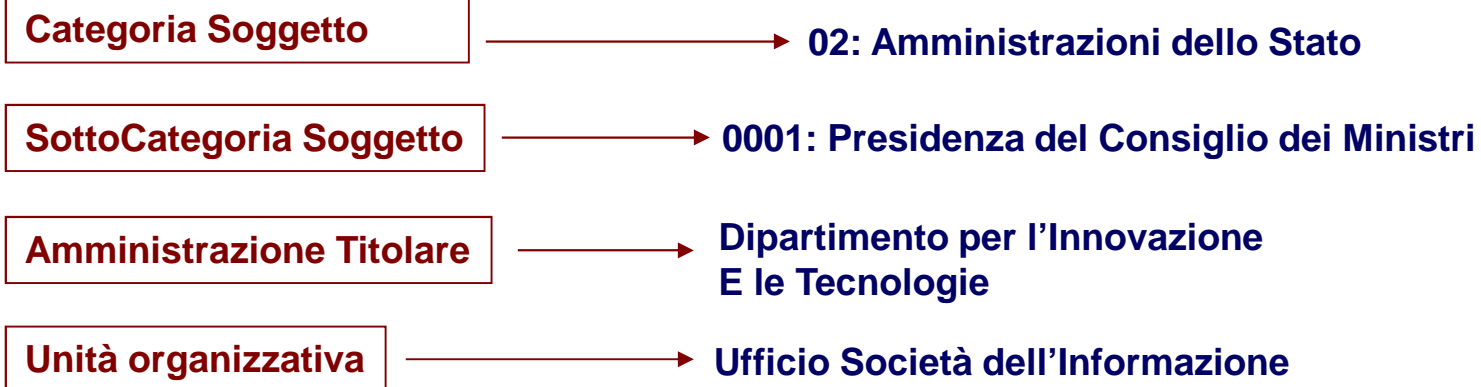 Categoria Soggetto
02: Amministrazioni dello Stato
SottoCategoria Soggetto
0001: Presidenza del Consiglio dei Ministri
Amministrazione Titolare
Dipartimento per l’Innovazione
E le Tecnologie
Unità organizzativa
Ufficio Società dell’Informazione